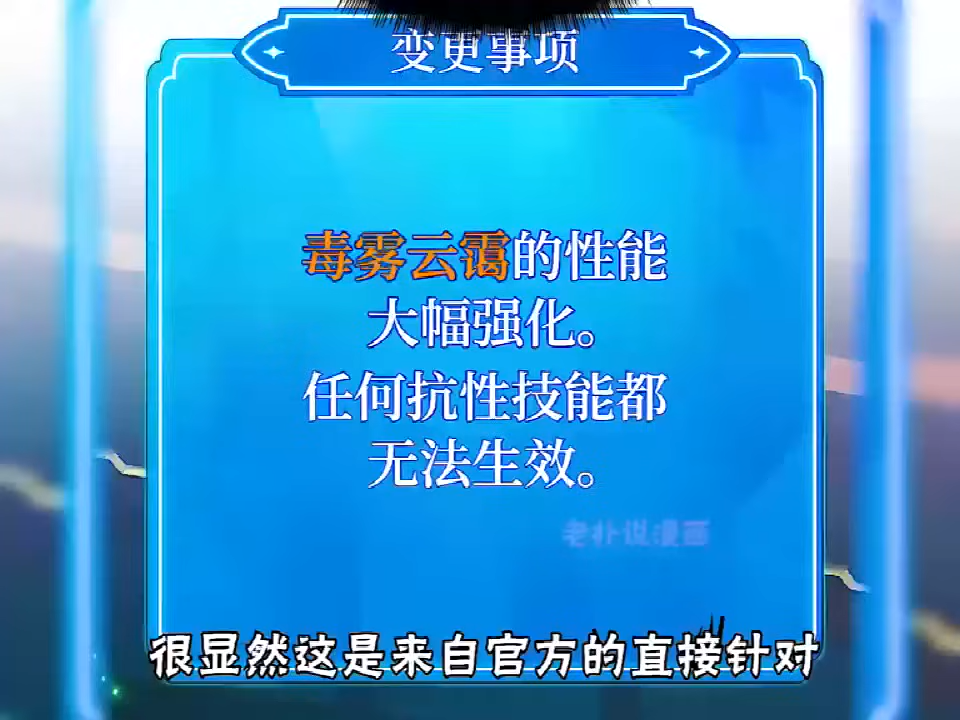 变更事项
毒雾云霭的性能
大幅强化。
任何抗性技能都
无法生效。
老朴说漫画
很显然这是来自官方的直接针对